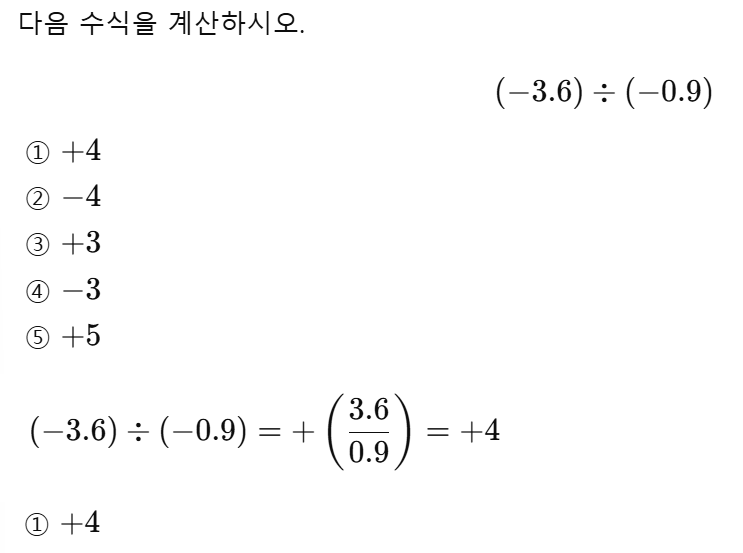 다음 수식을 계산하시오.
(−3.6) ÷ (−0.9)
① +4
② −4
③ +3
④ −3
⑤ +5
(−3.6) ÷ (−0.9) = + (3.6/0.9) = +4
① +4